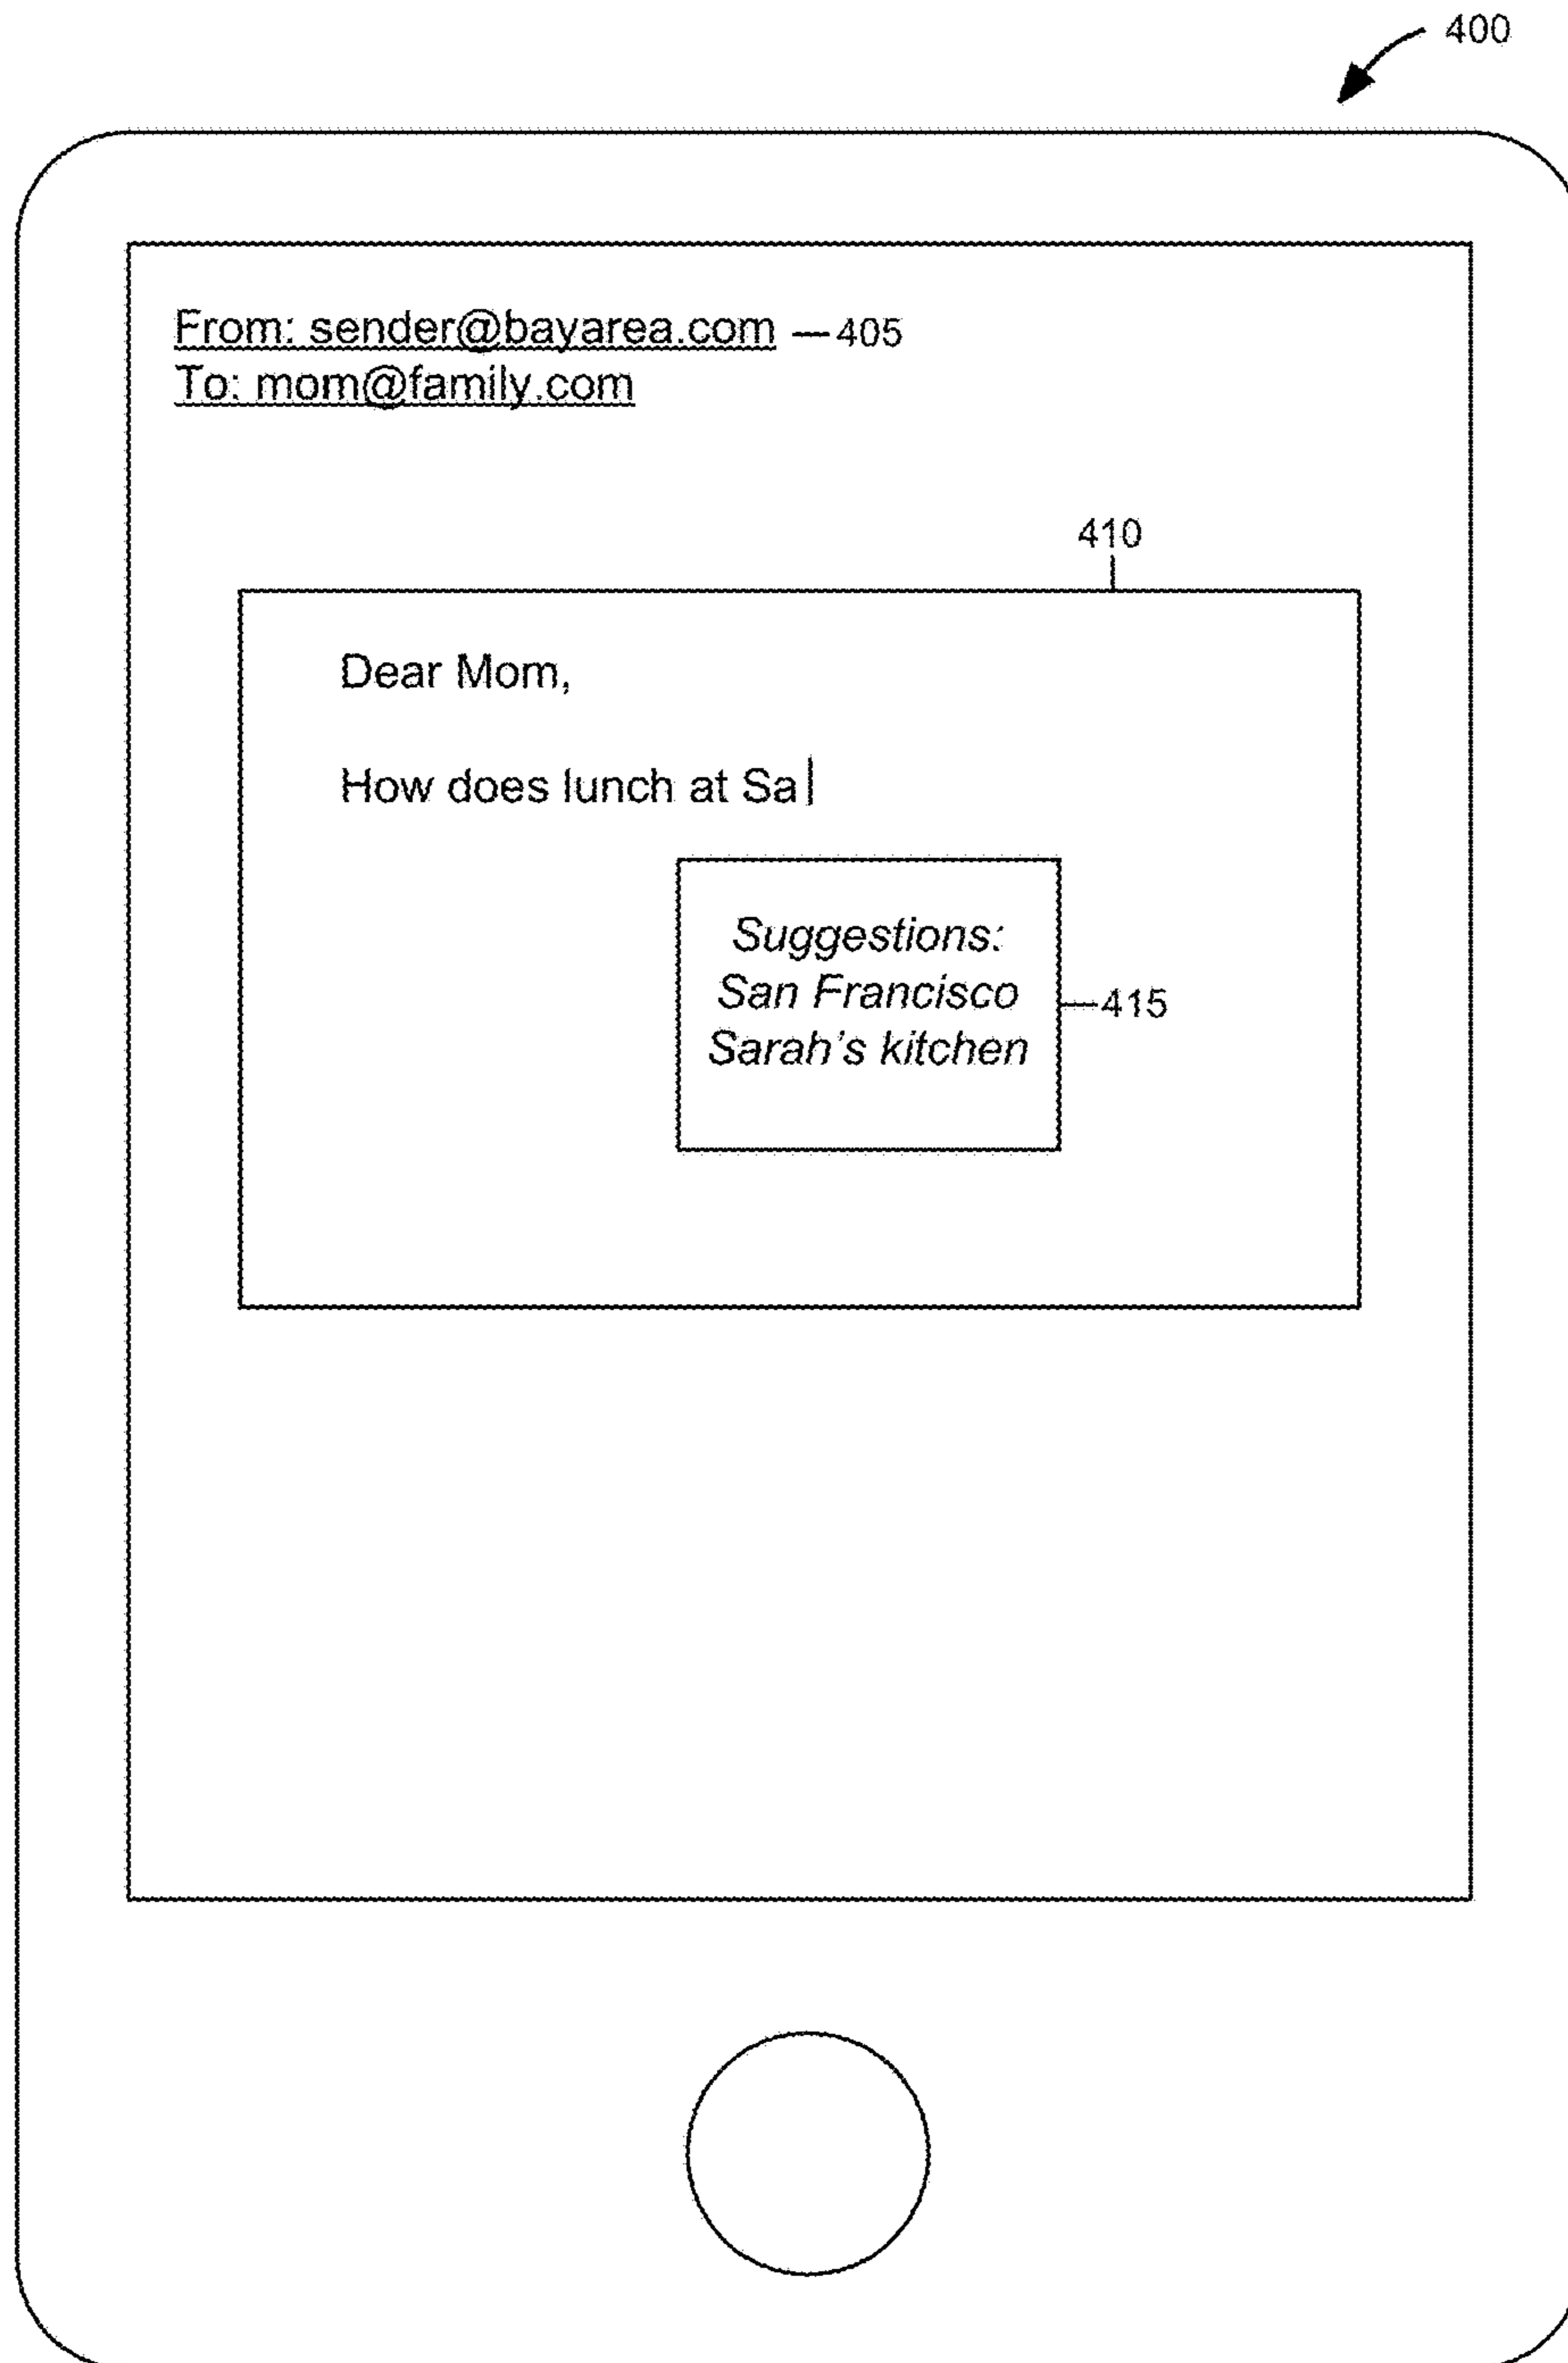 400
From: sender@bayarea.com —405
To: mom@family.com
410
Dear Mom,
How does lunch at Sa
Suggestions:
San Francisco
Sarah's kitchen
415